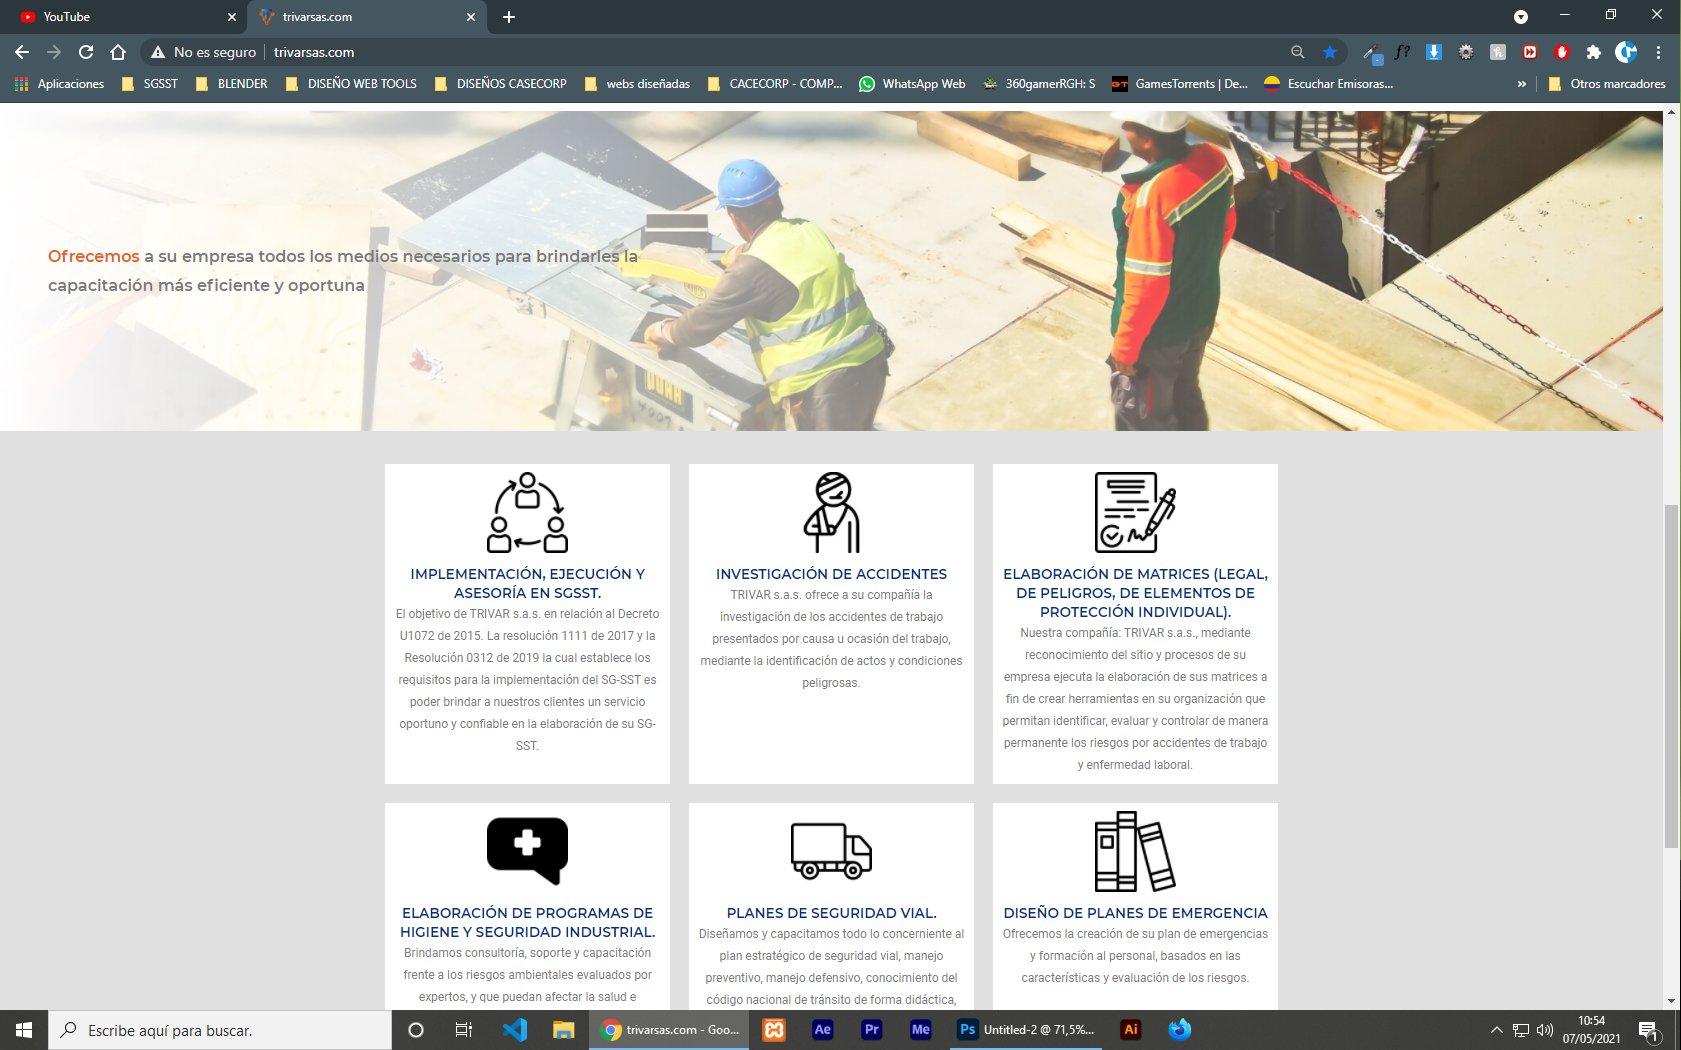 YouTube
trivarsas.com
No es seguro
trivarsas.com
Aplicaciones
SGSST
BLENDER
DISEÑO WEB TOOLS
DISEÑOS CASECORP
webs diseñadas
CACECORP - COMP...
WhatsApp Web
360gamerRGH: S
GamesTorrents | De...
Escuchar Emisoras...
»
Otros marcadores
Ofrecemos a su empresa todos los medios necesarios para brindarles la
capacitación más eficiente y oportuna
IMPLEMENTACIÓN, EJECUCIÓN Y
ASESORÍA EN SGSST.
El objetivo de TRIVAR s.a.s. en relación al Decreto
U1072 de 2015. La resolución 1111 de 2017 y la
Resolución 0312 de 2019 la cual establece los
requisitos para la implementación del SG-SST es
poder brindar a nuestros clientes un servicio
oportuno y confiable en la elaboración de su SG-
SST.
INVESTIGACIÓN DE ACCIDENTES
TRIVAR s.a.s. ofrece a su compañía la
investigación de los accidentes de trabajo
presentados por causa u ocasión del trabajo,
mediante la identificación de actos y condiciones
peligrosas.
ELABORACIÓN DE MATRICES (LEGAL,
DE PELIGROS, DE ELEMENTOS DE
PROTECCIÓN INDIVIDUAL).
Nuestra compañía: TRIVAR s.a.s., mediante
reconocimiento del sitio y procesos de su
empresa ejecuta la elaboración de sus matrices a
fin de crear herramientas en su organización que
permitan identificar, evaluar y controlar de manera
permanente los riesgos por accidentes de trabajo
y enfermedad laboral.
ELABORACIÓN DE PROGRAMAS DE
HIGIENE Y SEGURIDAD INDUSTRIAL.
Brindamos consultoría, soporte y capacitación
frente a los riesgos ambientales evaluados por
expertos, y que puedan afectar la salud e
PLANES DE SEGURIDAD VIAL.
Diseñamos y capacitamos todo lo concerniente al
plan estratégico de seguridad vial, manejo
preventivo, manejo defensivo, conocimiento del
código nacional de tránsito de forma didáctica,
DISEÑO DE PLANES DE EMERGENCIA
Ofrecemos la creación de su plan de emergencias
y formación al personal, basados en las
características y evaluación de los riesgos.
Escribe aquí para buscar.
trivarsas.com - Goo...
Ae
Pr
Me
Ps
Untitled-2 @ 71,5%...
Ai
10:54
07/05/2021
1